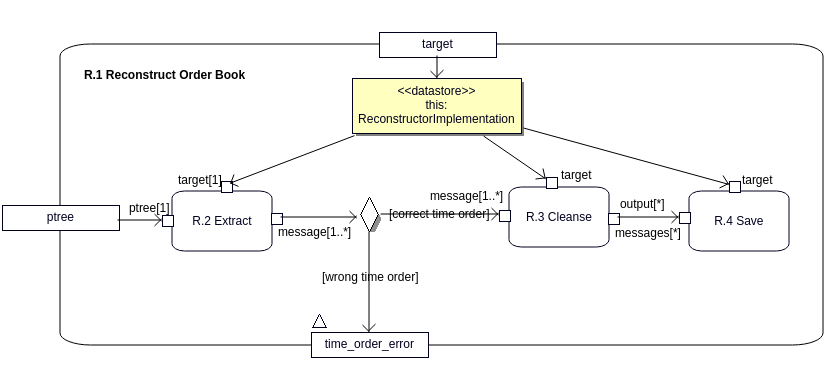 target
R.1 Reconstruct Order Book
<<datastore>>
this:
ReconstructorImplementation
target[1]
target
target
ptree[1]
message[1..*]
output[*]
ptree
R.2 Extract
[correct time order]
R.3 Cleanse
R.4 Save
message[1..*]
messages[*]
[wrong time order]
time_order_error